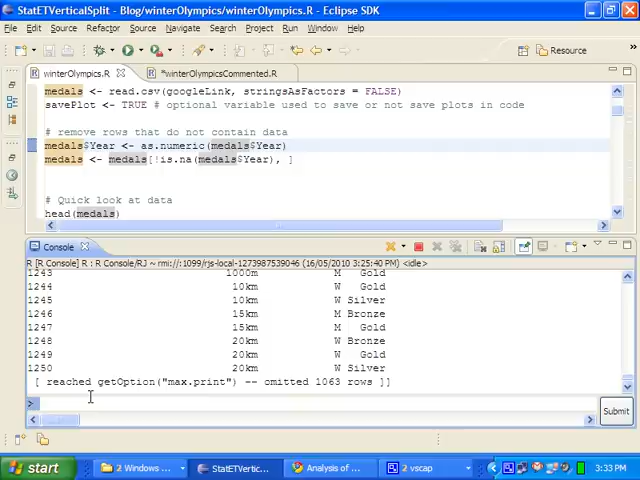 StatETVerticalSplit - Blog/winterOlympics/winterOlympics.R - Eclipse SDK
File Edit Source Refactor Navigate Search Project Run Window Help
Resource
winterOlympics.R *winterOlympicsCommented.R
medals <- read.csv(googleLink, stringsAsFactors = FALSE)
savePlot <- TRUE # optional variable used to save or not save plots in code
# remove rows that do not contain data
medals$Year <- as.numeric(medals$Year)
medals <- medals[!is.na(medals$Year), ]
# Quick look at data
head(medals)
Console
R [R Console] R : R Console/RJ ~ rmi://:1099/rjs-local-1273987539046 (16/05/2010 3:25:40 PM) <idle>
1243 1000m M Gold
1244 10km W Gold
1245 10km W Silver
1246 15km M Bronze
1247 15km M Gold
1248 20km W Bronze
1249 20km W Gold
1250 20km W Silver
[ reached getOption("max.print") -- omitted 1063 rows ]]
>
Submit
start 2 Windows ... StatETVertic... Analysis of ... 2 vscap 3:33 PM